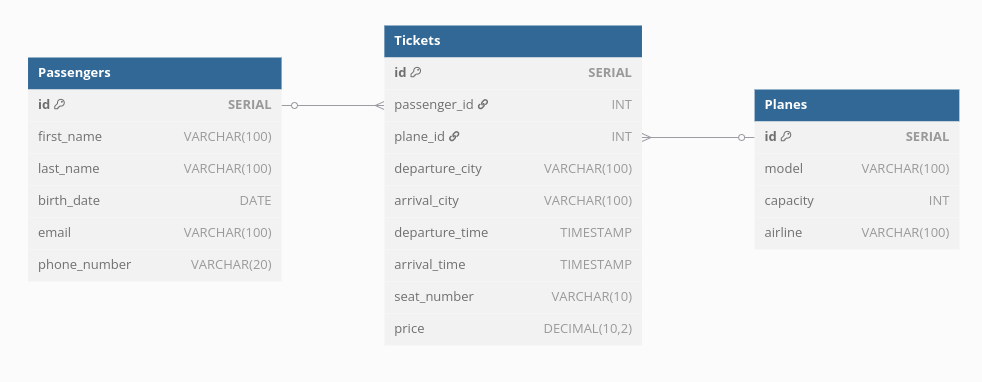 Passengers
id SERIAL
first_name VARCHAR(100)
last_name VARCHAR(100)
birth_date DATE
email VARCHAR(100)
phone_number VARCHAR(20)
Tickets
id SERIAL
passenger_id INT
plane_id INT
departure_city VARCHAR(100)
arrival_city VARCHAR(100)
departure_time TIMESTAMP
arrival_time TIMESTAMP
seat_number VARCHAR(10)
price DECIMAL(10,2)
Planes
id SERIAL
model VARCHAR(100)
capacity INT
airline VARCHAR(100)